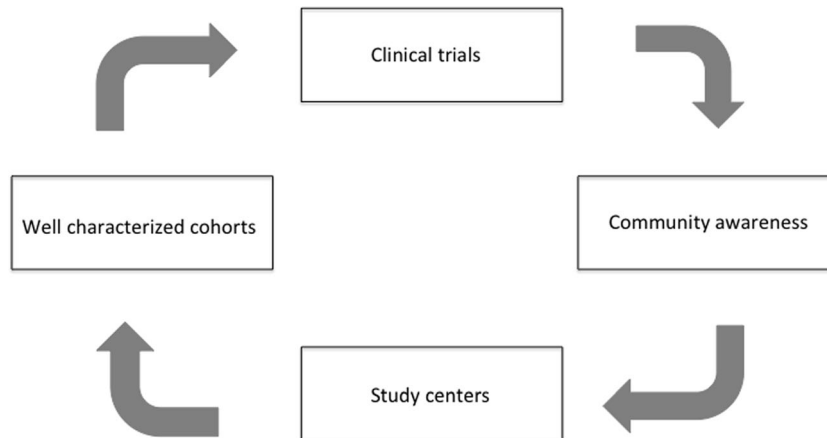 Clinical trials
Well characterized cohorts
Community awareness
Study centers